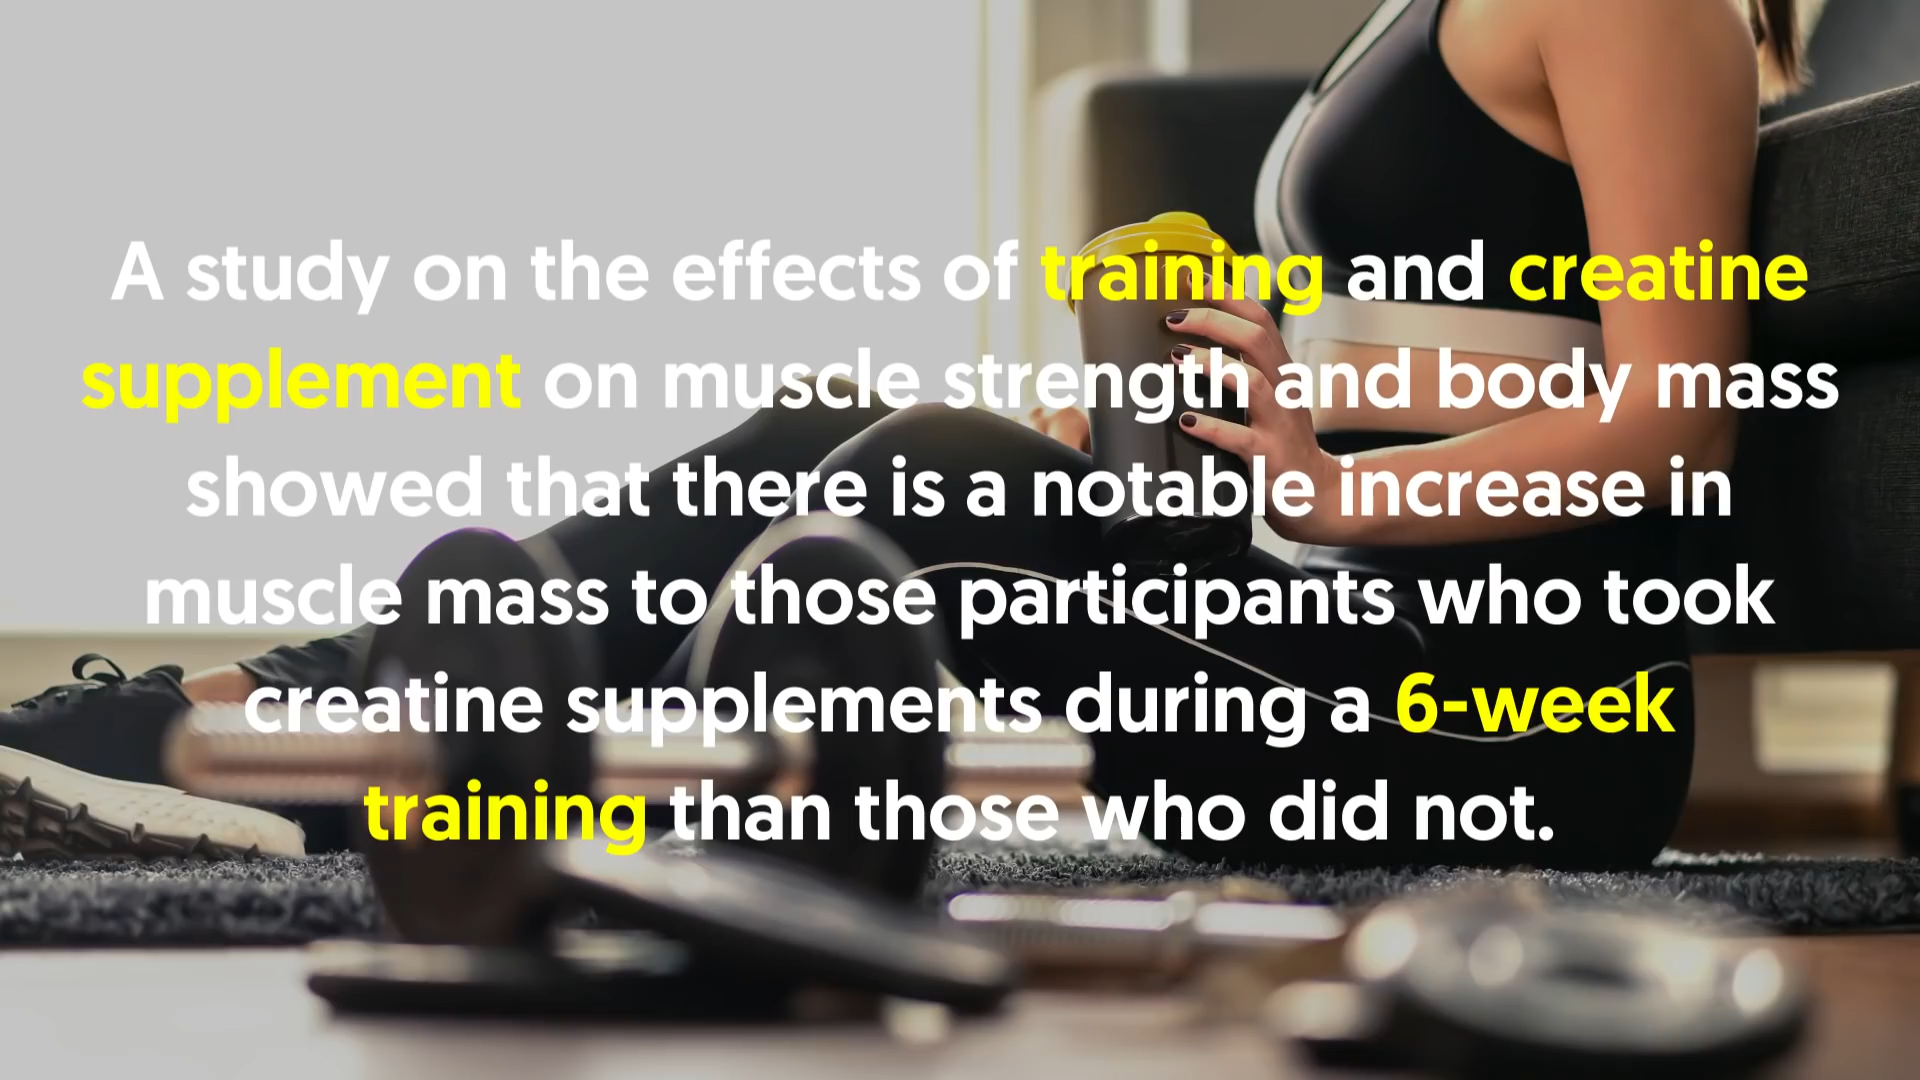 A study on the effects of training and creatine
supplement on muscle strength and body mass
showed that there is a notable increase in
muscle mass to those participants who took
creatine supplements during a 6-week
training than those who did not.